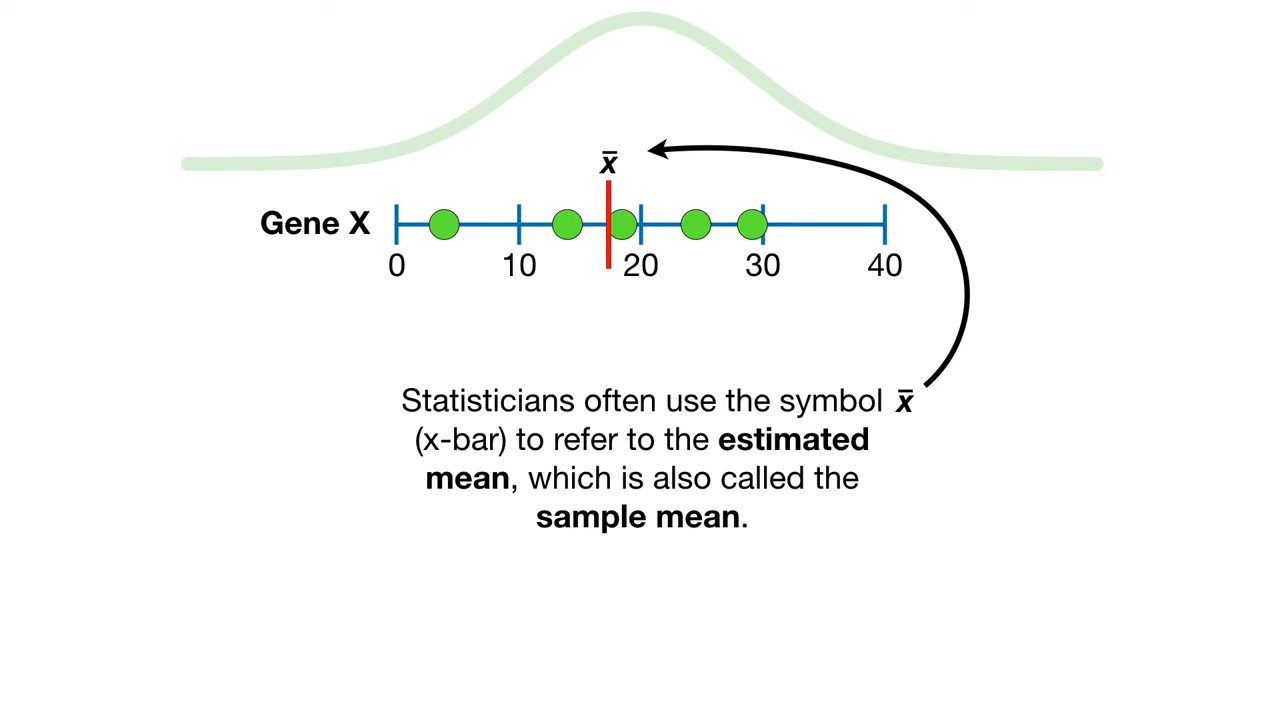 x̄
Gene X
0 10 20 30 40
Statisticians often use the symbol x̄
(x-bar) to refer to the estimated
mean, which is also called the
sample mean.